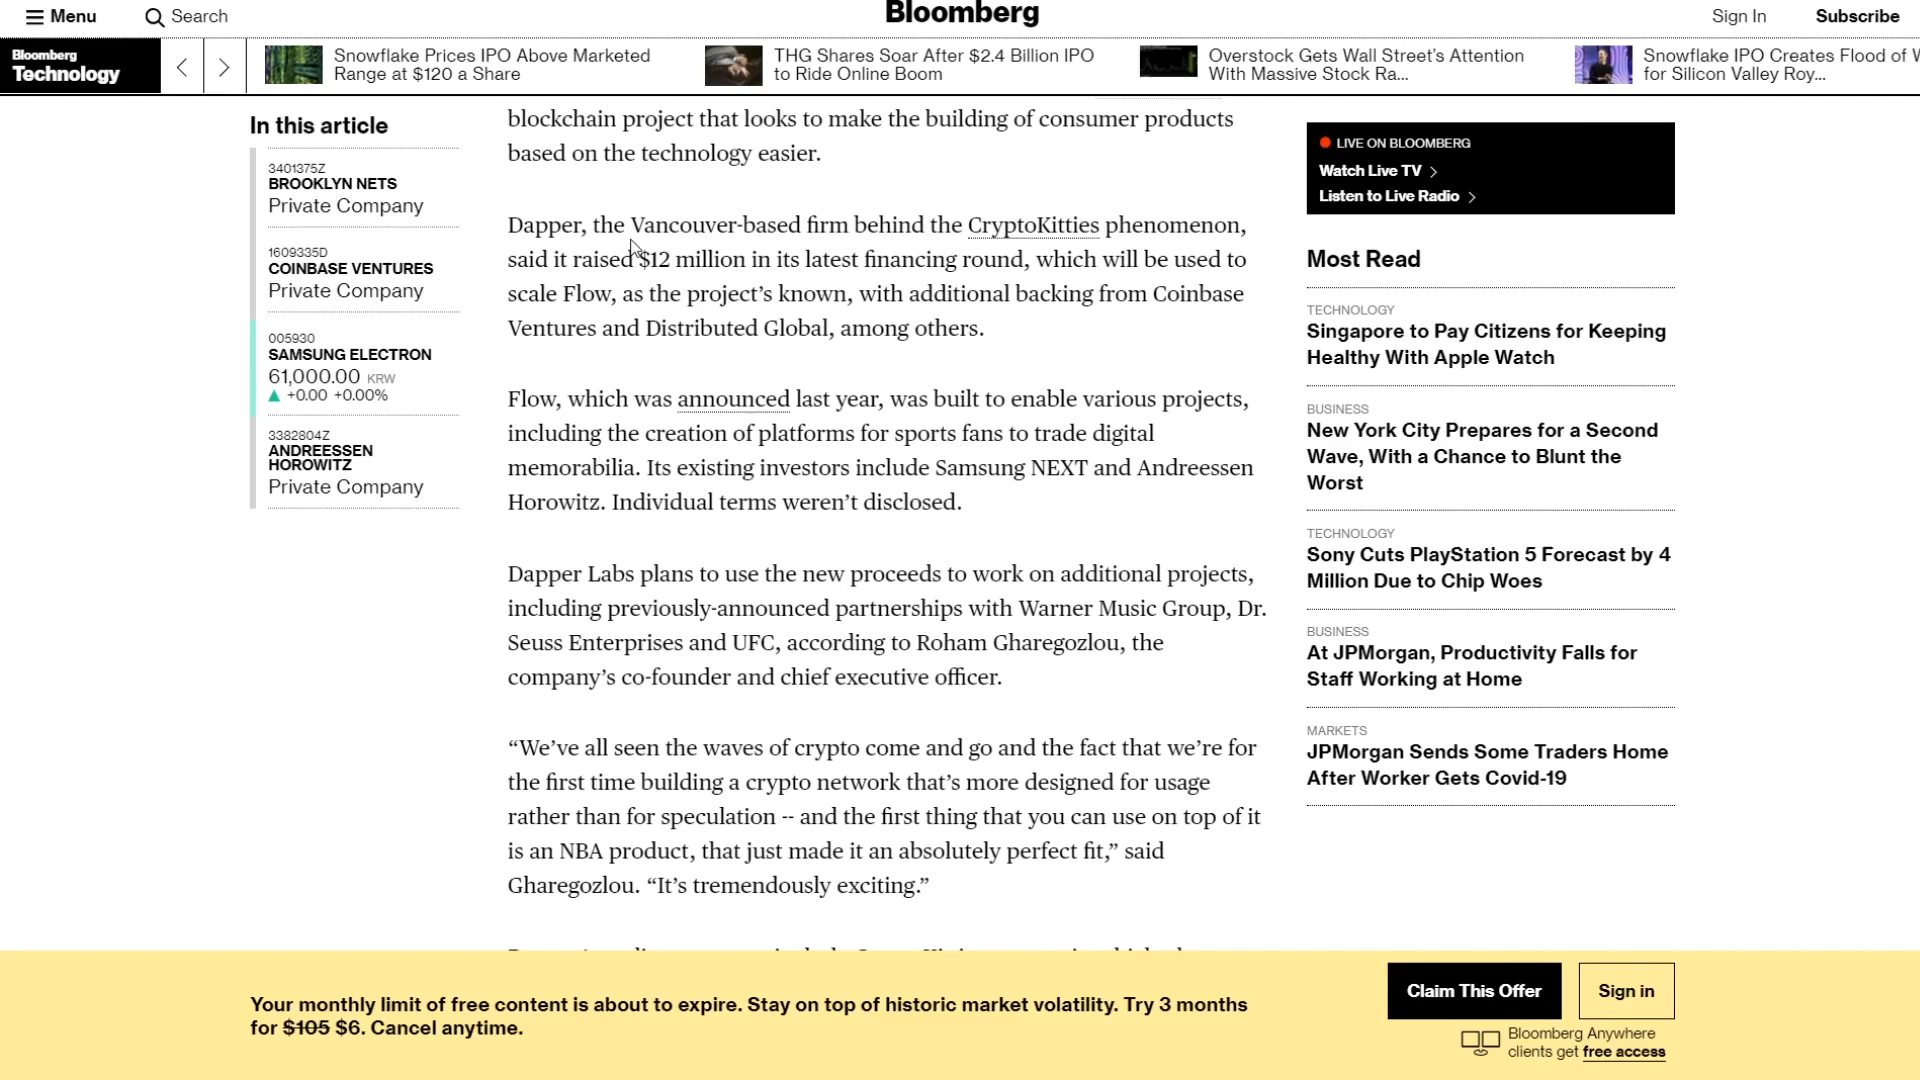 Menu
Search
Bloomberg
Sign In
Subscribe
Bloomberg
Technology
Snowflake Prices IPO Above Marketed
Range at $120 a Share
THG Shares Soar After $2.4 Billion IPO
to Ride Online Boom
Overstock Gets Wall Street's Attention
With Massive Stock Ra...
Snowflake IPO Creates Flood of W
for Silicon Valley Roy...
In this article
3401375Z
BROOKLYN NETS
Private Company
1609335D
COINBASE VENTURES
Private Company
005930
SAMSUNG ELECTRON
61,000.00 KRW
▲ +0.00 +0.00%
3382804Z
ANDREESSEN
HOROWITZ
Private Company
blockchain project that looks to make the building of consumer products
based on the technology easier.
Dapper, the Vancouver-based firm behind the CryptoKitties phenomenon,
said it raised $12 million in its latest financing round, which will be used to
scale Flow, as the project’s known, with additional backing from Coinbase
Ventures and Distributed Global, among others.
Flow, which was announced last year, was built to enable various projects,
including the creation of platforms for sports fans to trade digital
memorabilia. Its existing investors include Samsung NEXT and Andreessen
Horowitz. Individual terms weren’t disclosed.
Dapper Labs plans to use the new proceeds to work on additional projects,
including previously-announced partnerships with Warner Music Group, Dr.
Seuss Enterprises and UFC, according to Roham Gharegozlou, the
company’s co-founder and chief executive officer.
“We’ve all seen the waves of crypto come and go and the fact that we’re for
the first time building a crypto network that’s more designed for usage
rather than for speculation -- and the first thing that you can use on top of it
is an NBA product, that just made it an absolutely perfect fit,” said
Gharegozlou. “It’s tremendously exciting.”
LIVE ON BLOOMBERG
Watch Live TV
Listen to Live Radio
Most Read
TECHNOLOGY
Singapore to Pay Citizens for Keeping
Healthy With Apple Watch
BUSINESS
New York City Prepares for a Second
Wave, With a Chance to Blunt the
Worst
TECHNOLOGY
Sony Cuts PlayStation 5 Forecast by 4
Million Due to Chip Woes
BUSINESS
At JPMorgan, Productivity Falls for
Staff Working at Home
MARKETS
JPMorgan Sends Some Traders Home
After Worker Gets Covid-19
Your monthly limit of free content is about to expire. Stay on top of historic market volatility. Try 3 months
for $105 $6. Cancel anytime.
Claim This Offer
Sign in
Bloomberg Anywhere
clients get free access